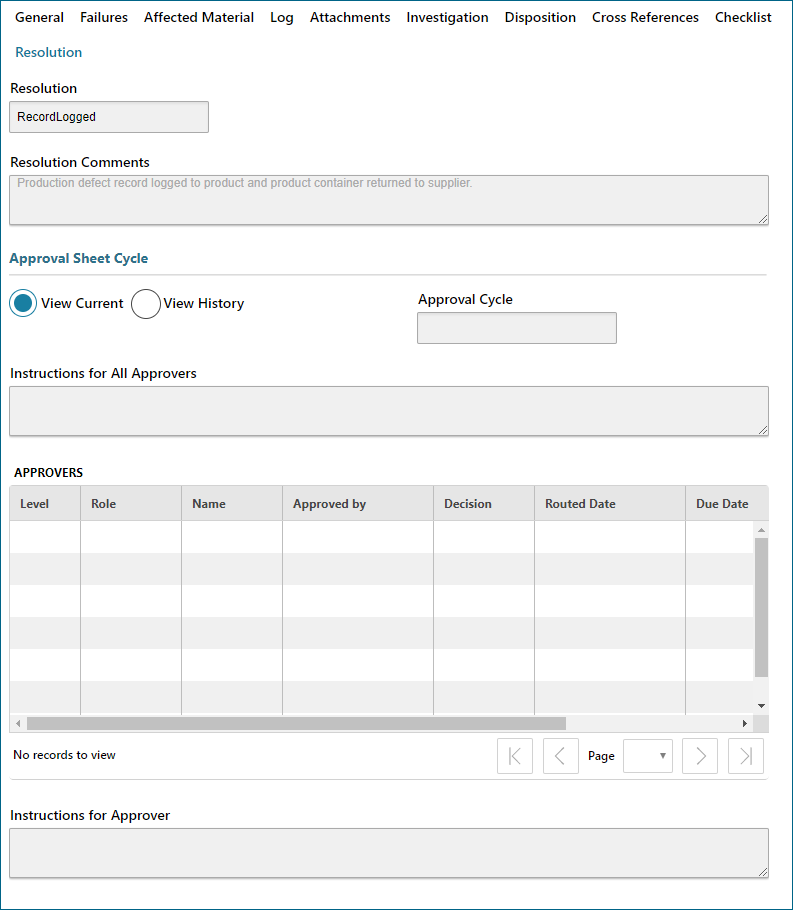 General Failures Affected Material Log Attachments Investigation Disposition Cross References Checklist
Resolution
Resolution
RecordLogged
Resolution Comments
Production defect record logged to product and product container returned to supplier.
Approval Sheet Cycle
View Current View History
Approval Cycle
Instructions for All Approvers
APPROVERS
Level Role Name Approved by Decision Routed Date Due Date
No records to view Page
Instructions for Approver